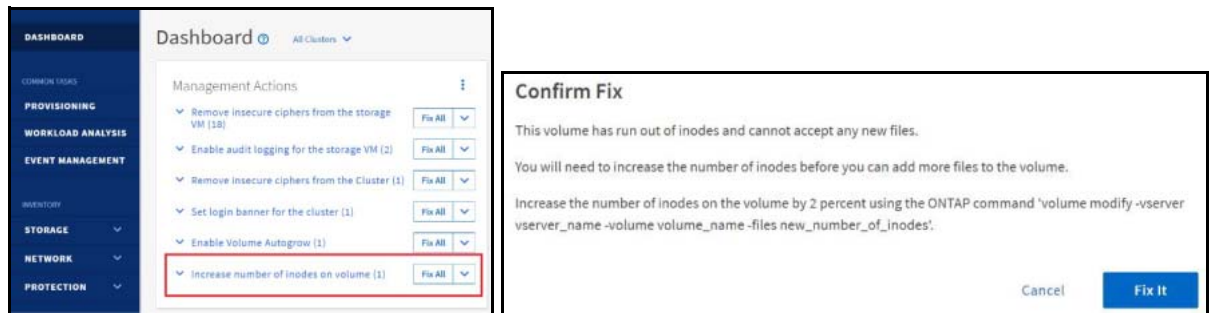 DASHBOARD
COMMON TASKS
PROVISIONING
WORKLOAD ANALYSIS
EVENT MANAGEMENT
INVENTORY
STORAGE
NETWORK
PROTECTION
Dashboard
All Clusters
Management Actions
Remove insecure ciphers from the storage
VM (18)
Fix All
Enable audit logging for the storage VM (2)
Fix All
Remove insecure ciphers from the Cluster (1)
Fix All
Set login banner for the cluster (1)
Fix All
Enable Volume Autogrow (1)
Fix All
Increase number of inodes on volume (1)
Fix All
Confirm Fix
This volume has run out of inodes and cannot accept any new files.
You will need to increase the number of inodes before you can add more files to the volume.
Increase the number of inodes on the volume by 2 percent using the ONTAP command 'volume modify -vserver
vserver_name -volume volume_name -files new_number_of_inodes'.
Cancel
Fix It